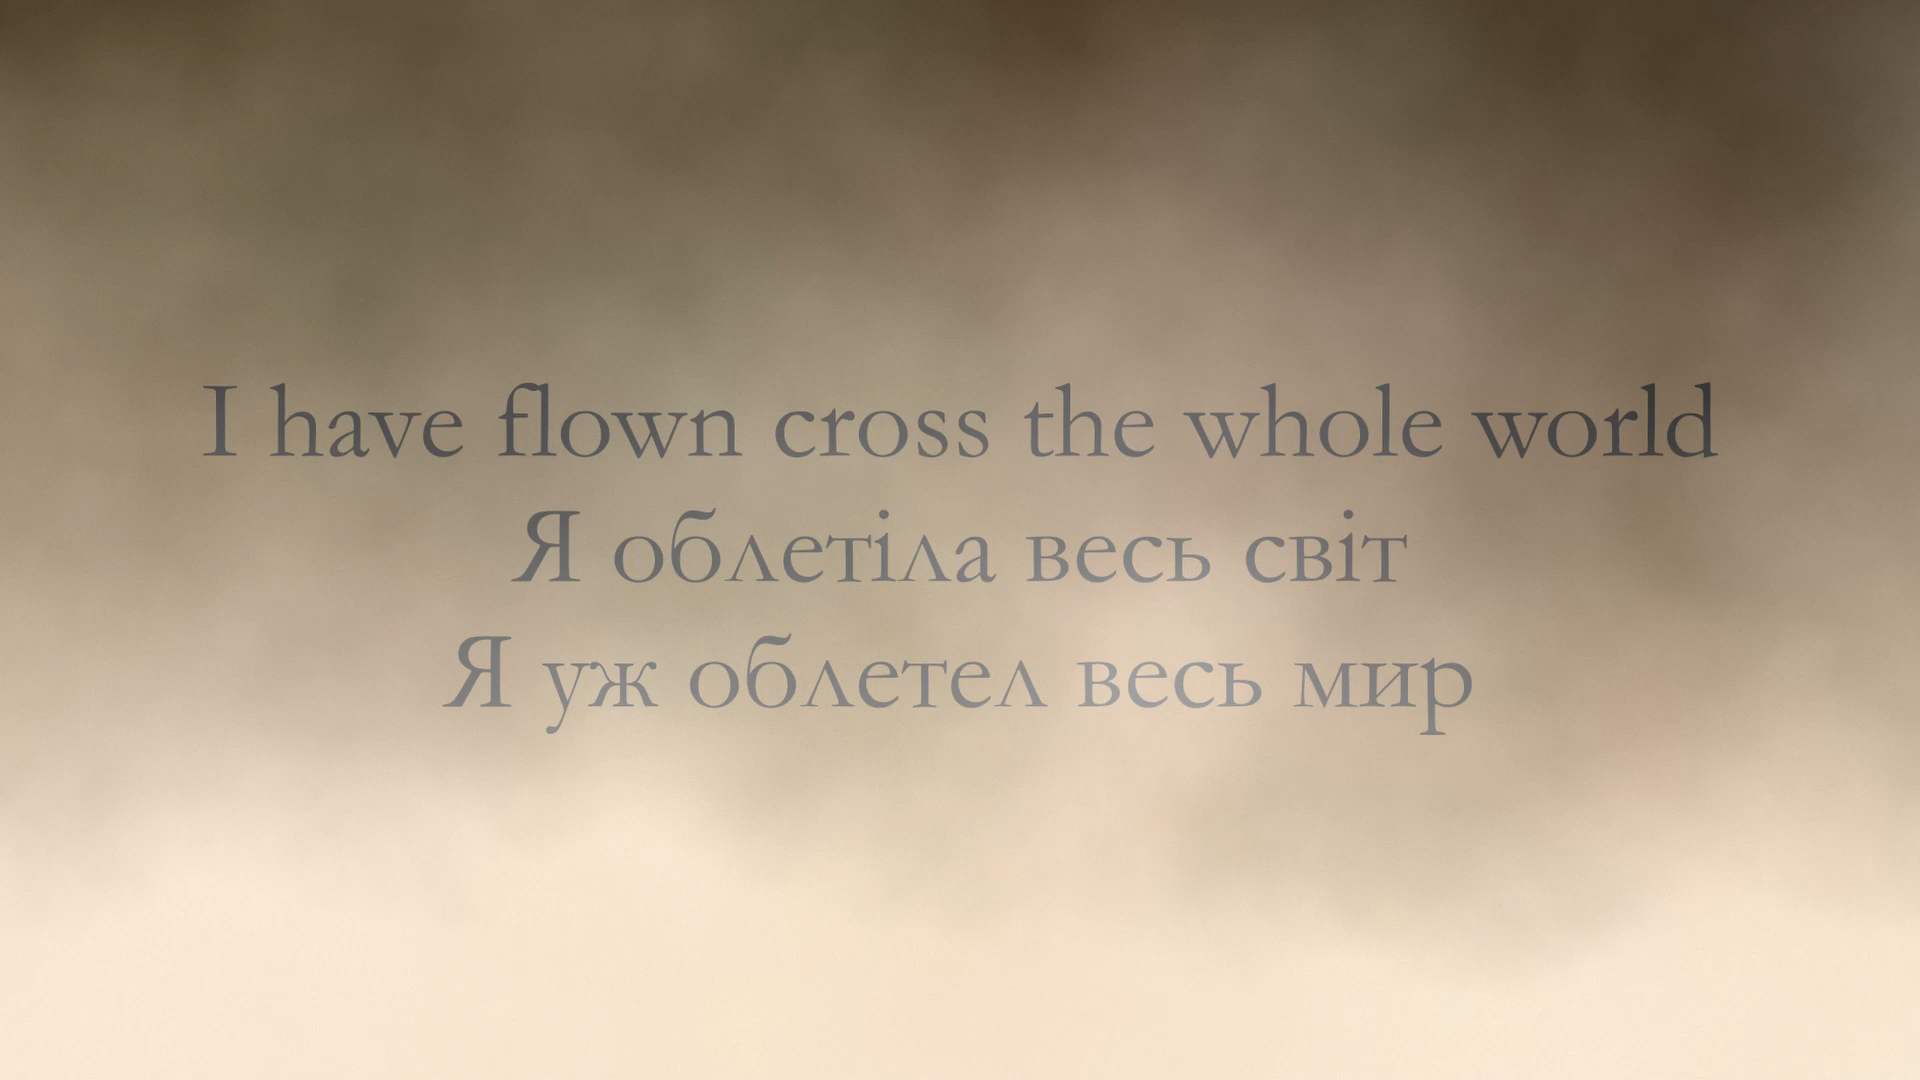 I have flown cross the whole world
Я облетіла весь світ
Я уж облетел весь мир